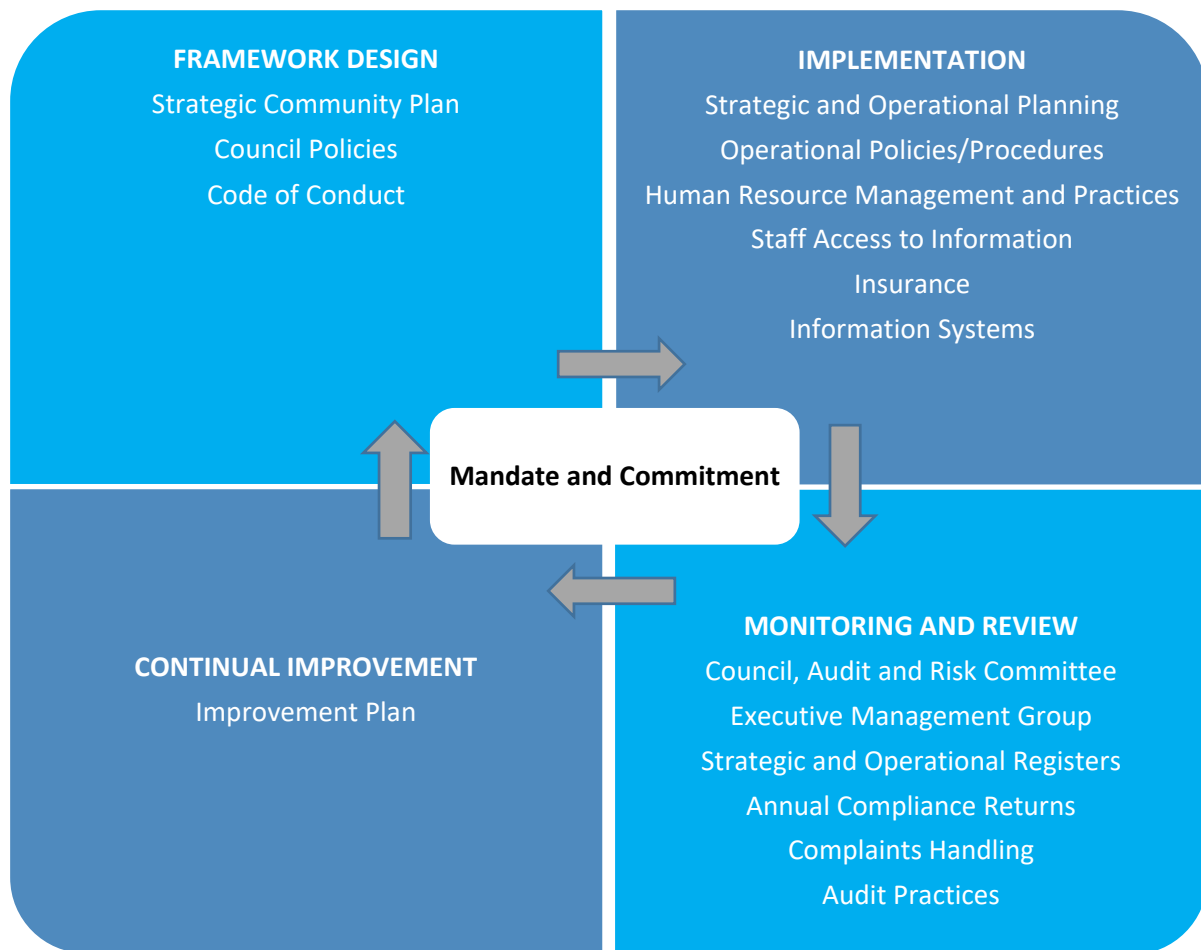 FRAMEWORK DESIGN
Strategic Community Plan
Council Policies
Code of Conduct
IMPLEMENTATION
Strategic and Operational Planning
Operational Policies/Procedures
Human Resource Management and Practices
Staff Access to Information
Insurance
Information Systems
Mandate and Commitment
CONTINUAL IMPROVEMENT
Improvement Plan
MONITORING AND REVIEW
Council, Audit and Risk Committee
Executive Management Group
Strategic and Operational Registers
Annual Compliance Returns
Complaints Handling
Audit Practices